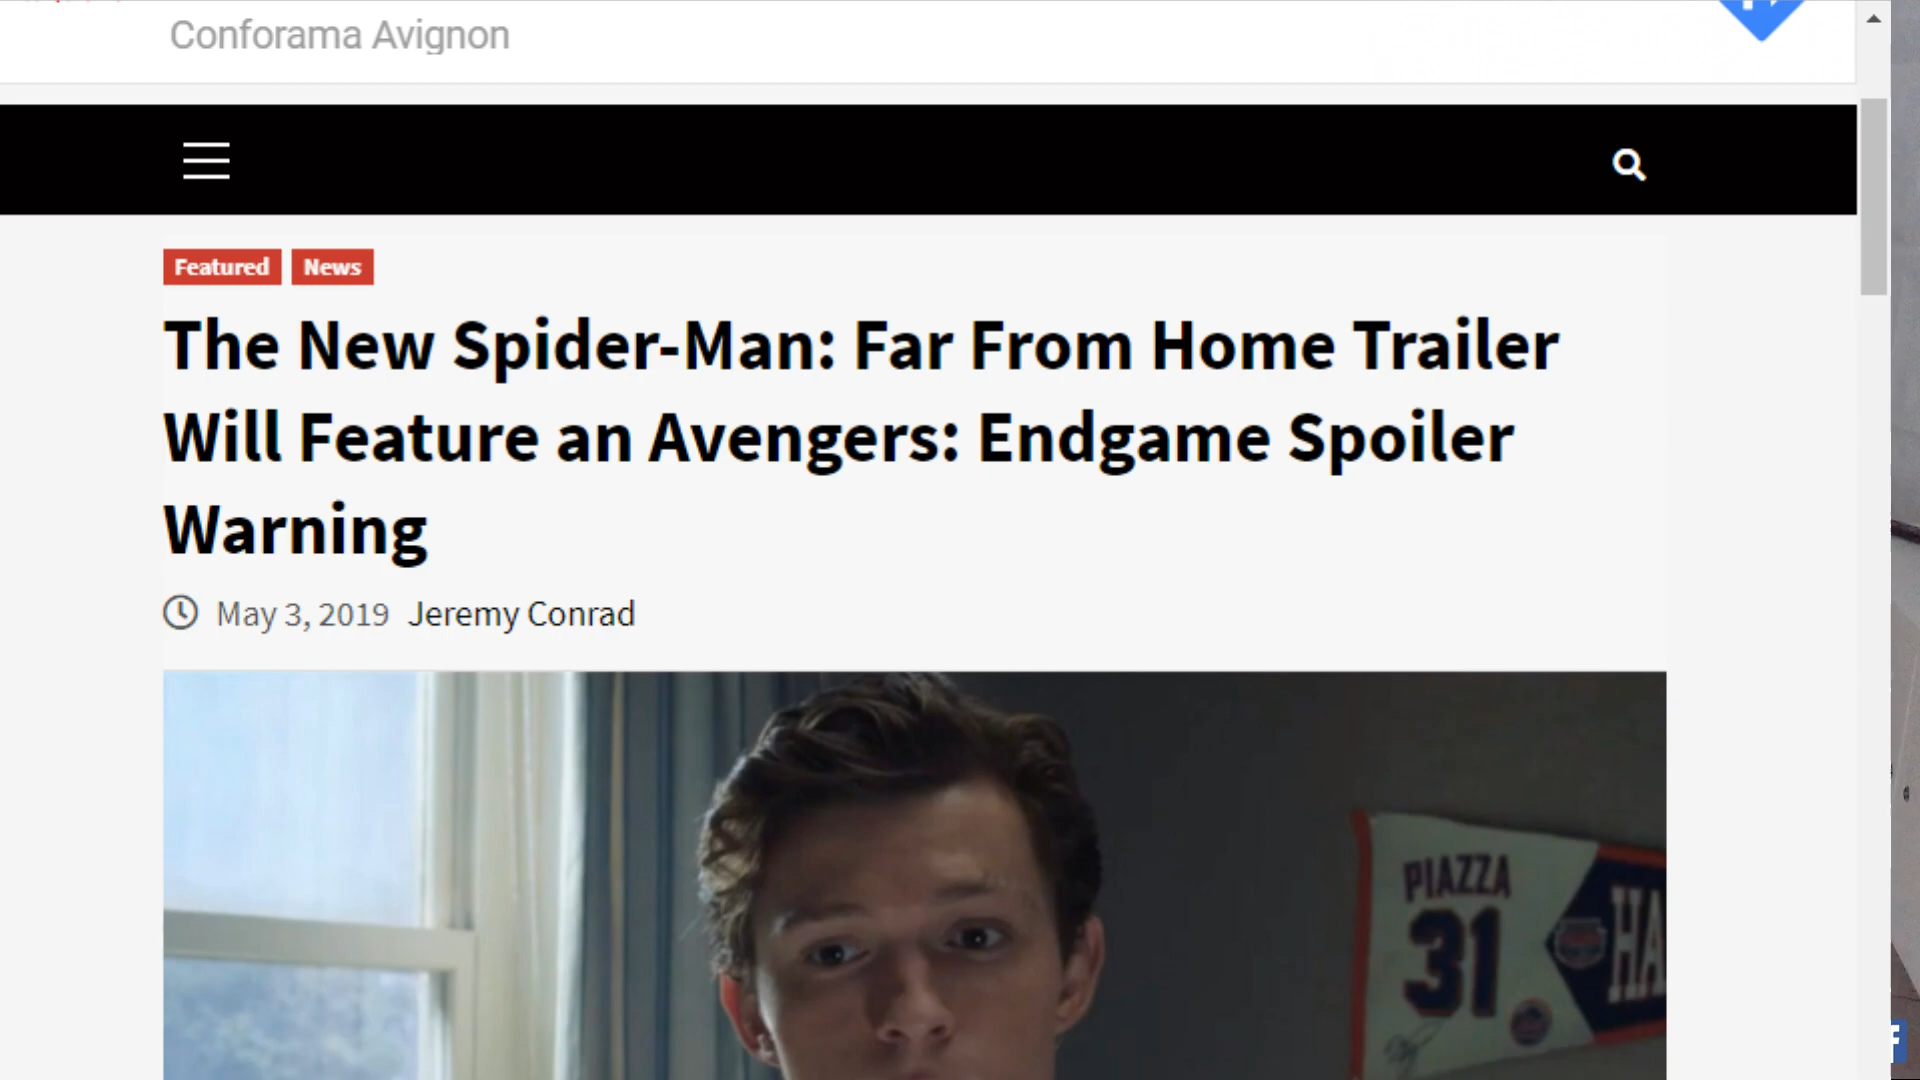 Conforama Avignon
Featured News
The New Spider-Man: Far From Home Trailer
Will Feature an Avengers: Endgame Spoiler
Warning
May 3, 2019 Jeremy Conrad
PIAZZA
31
HA